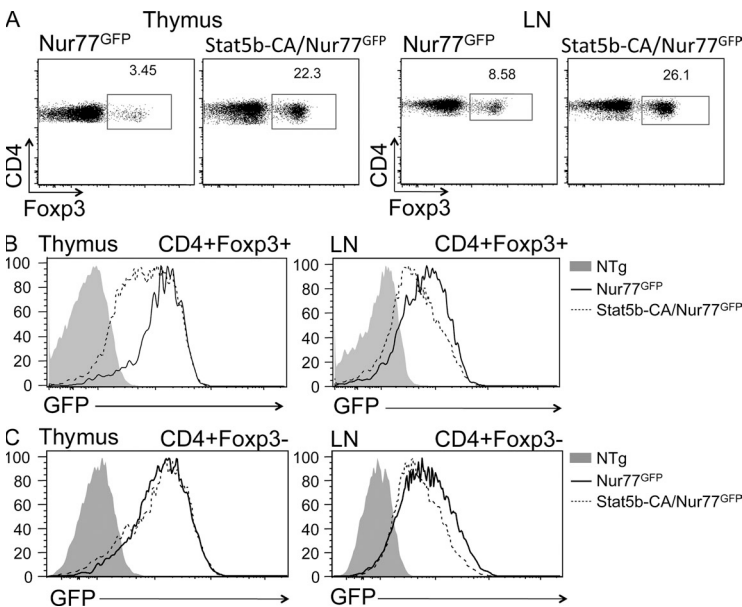 A
Thymus
LN
Nur77GFP
Stat5b-CA/Nur77GFP
Nur77GFP
Stat5b-CA/Nur77GFP
3.45
22.3
8.58
26.1
CD4
Foxp3
CD4
Foxp3
B Thymus CD4+Foxp3+
LN CD4+Foxp3+
100
80
60
40
20
0
GFP
100
80
60
40
20
0
GFP
NTg
Nur77GFP
Stat5b-CA/Nur77GFP
C Thymus CD4+Foxp3-
LN CD4+Foxp3-
100
80
60
40
20
0
GFP
100
80
60
40
20
0
GFP
NTg
Nur77GFP
Stat5b-CA/Nur77GFP